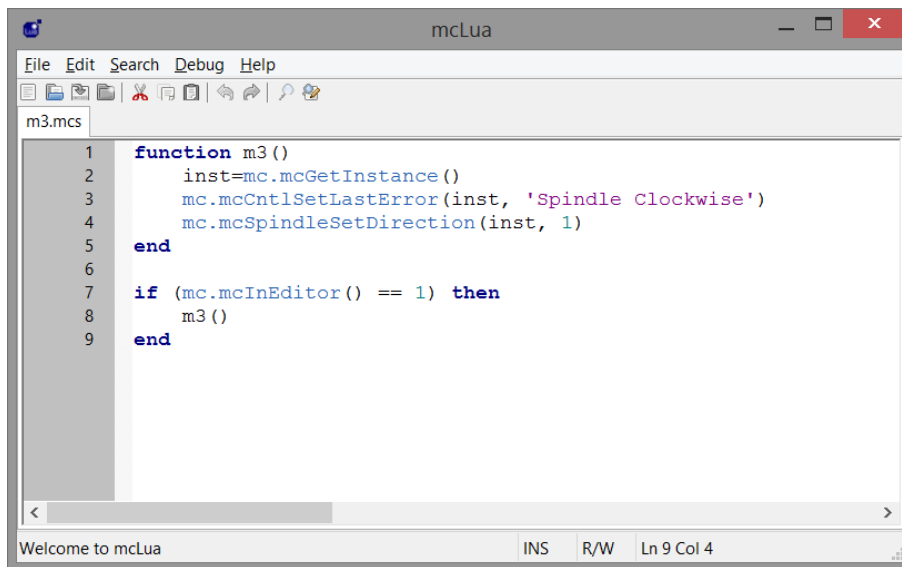 mcLua
File Edit Search Debug Help
m3.mcs
1 function m3()
2 inst=mc.mcGetInstance()
3 mc.mcCntlSetLastError(inst, 'Spindle Clockwise')
4 mc.mcSpindleSetDirection(inst, 1)
5 end
6
7 if (mc.mcInEditor() == 1) then
8 m3()
9 end
Welcome to mcLua INS R/W Ln 9 Col 4